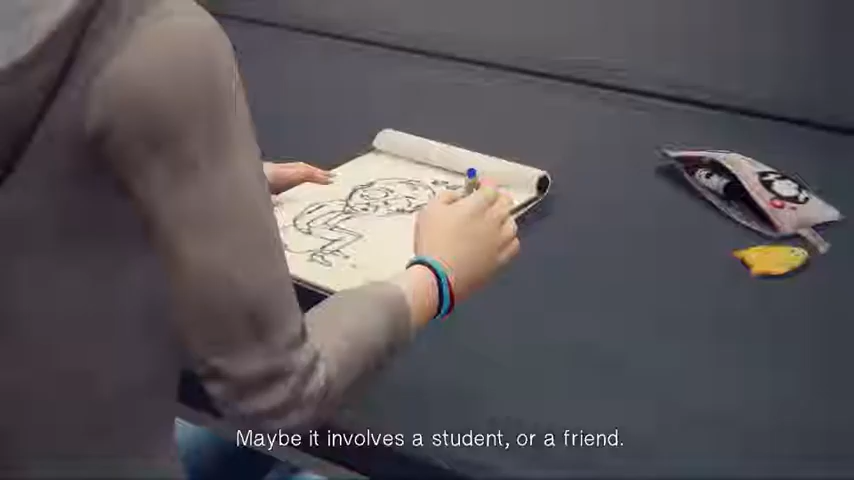 Maybe it involves a student, or a friend.